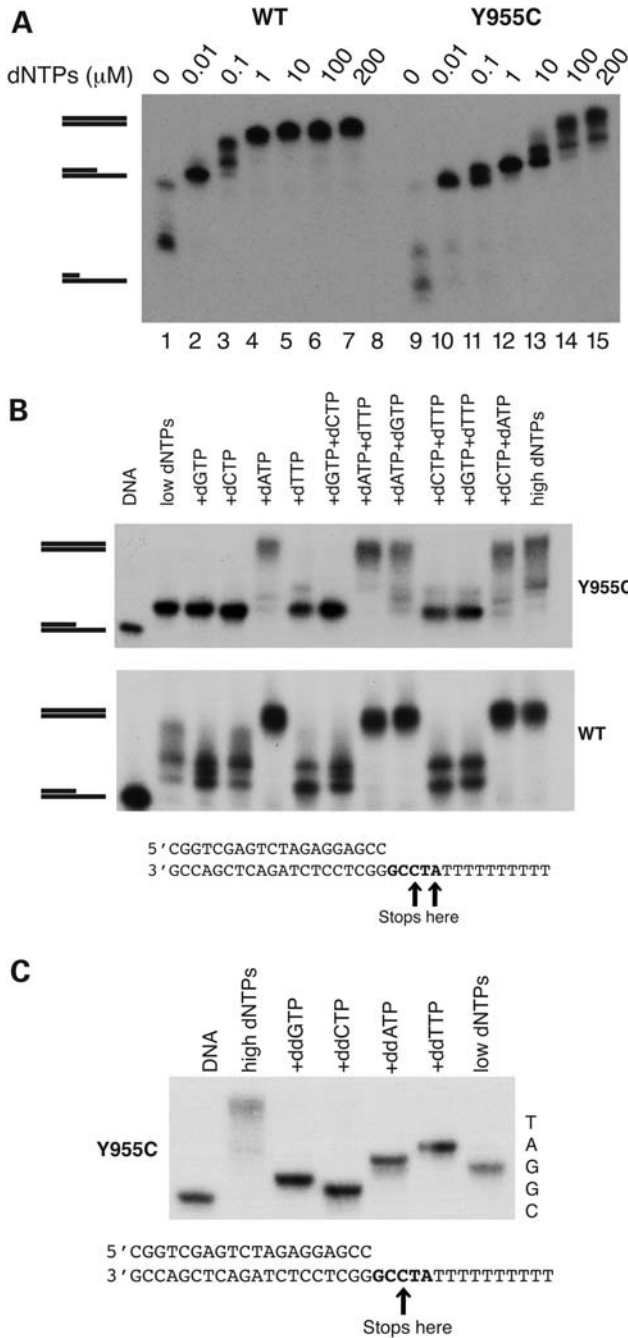 A
WT
Y955C
dNTPs (μM)
0 0.01 0.1 1 10 100 200 0 0.01 0.1 1 10 100 200
1 2 3 4 5 6 7 8 9 10 11 12 13 14 15
B
DNA
low dNTPs
+dGTP
+dCTP
+dATP
+dTTP
+dGTP+dCTP
+dATP+dTTP
+dATP+dGTP
+dCTP+dTTP
+dGTP+dTTP
+dCTP+dATP
high dNTPs
Y955C
WT
5'CGGTCGAGTCTAGAGGAGCC
3'GCCAGCTCAGATCTCCTCGGGCCTATTTTTTTTTT
Stops here
C
DNA
high dNTPs
+ddGTP
+ddCTP
+ddATP
+ddTTP
low dNTPs
Y955C
T
A
G
G
C
5'CGGTCGAGTCTAGAGGAGCC
3'GCCAGCTCAGATCTCCTCGGGCCTATTTTTTTTTT
Stops here